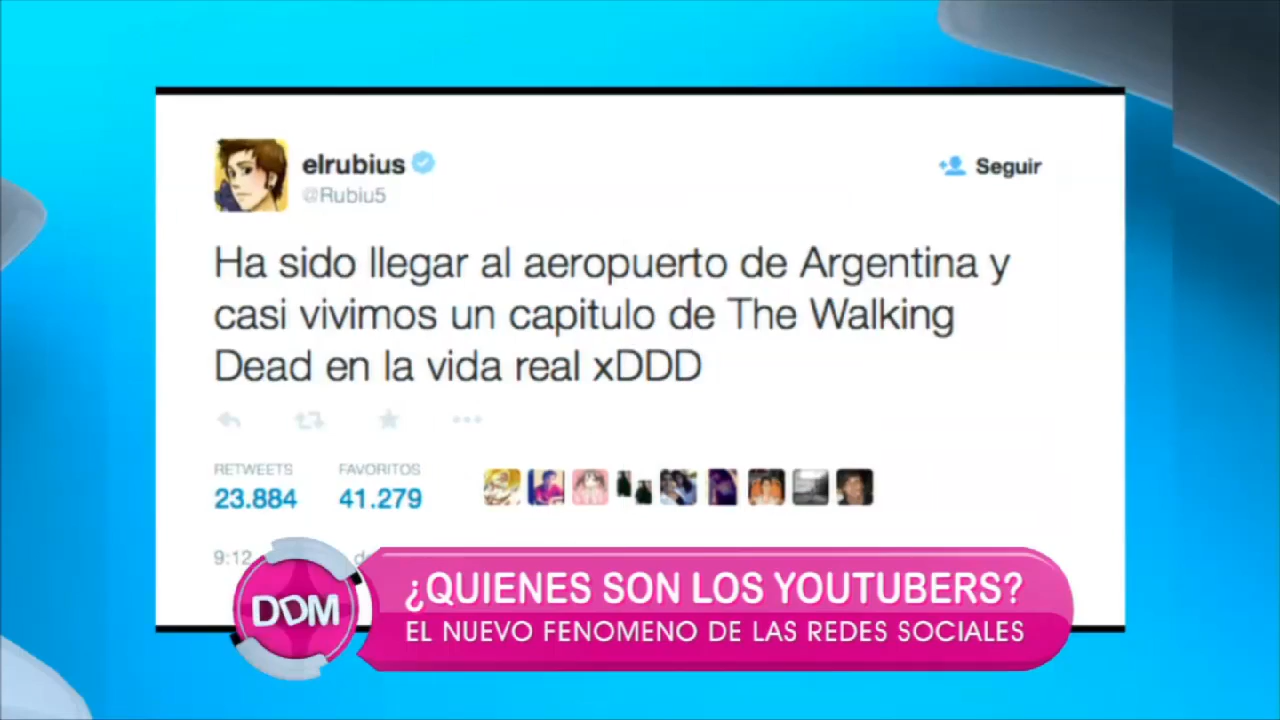 elrubius
@Rubiu5
Seguir
Ha sido llegar al aeropuerto de Argentina y
casi vivimos un capitulo de The Walking
Dead en la vida real xDDD
RETWEETS
FAVORITOS
23.884
41.279
9:12
DDM
¿QUIENES SON LOS YOUTUBERS?
EL NUEVO FENOMENO DE LAS REDES SOCIALES